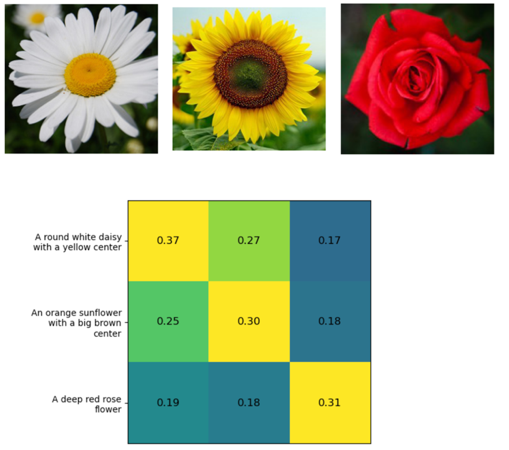 A round white daisy
with a yellow center
0.37 0.27 0.17
An orange sunflower
with a big brown
center
0.25 0.30 0.18
A deep red rose
flower
0.19 0.18 0.31